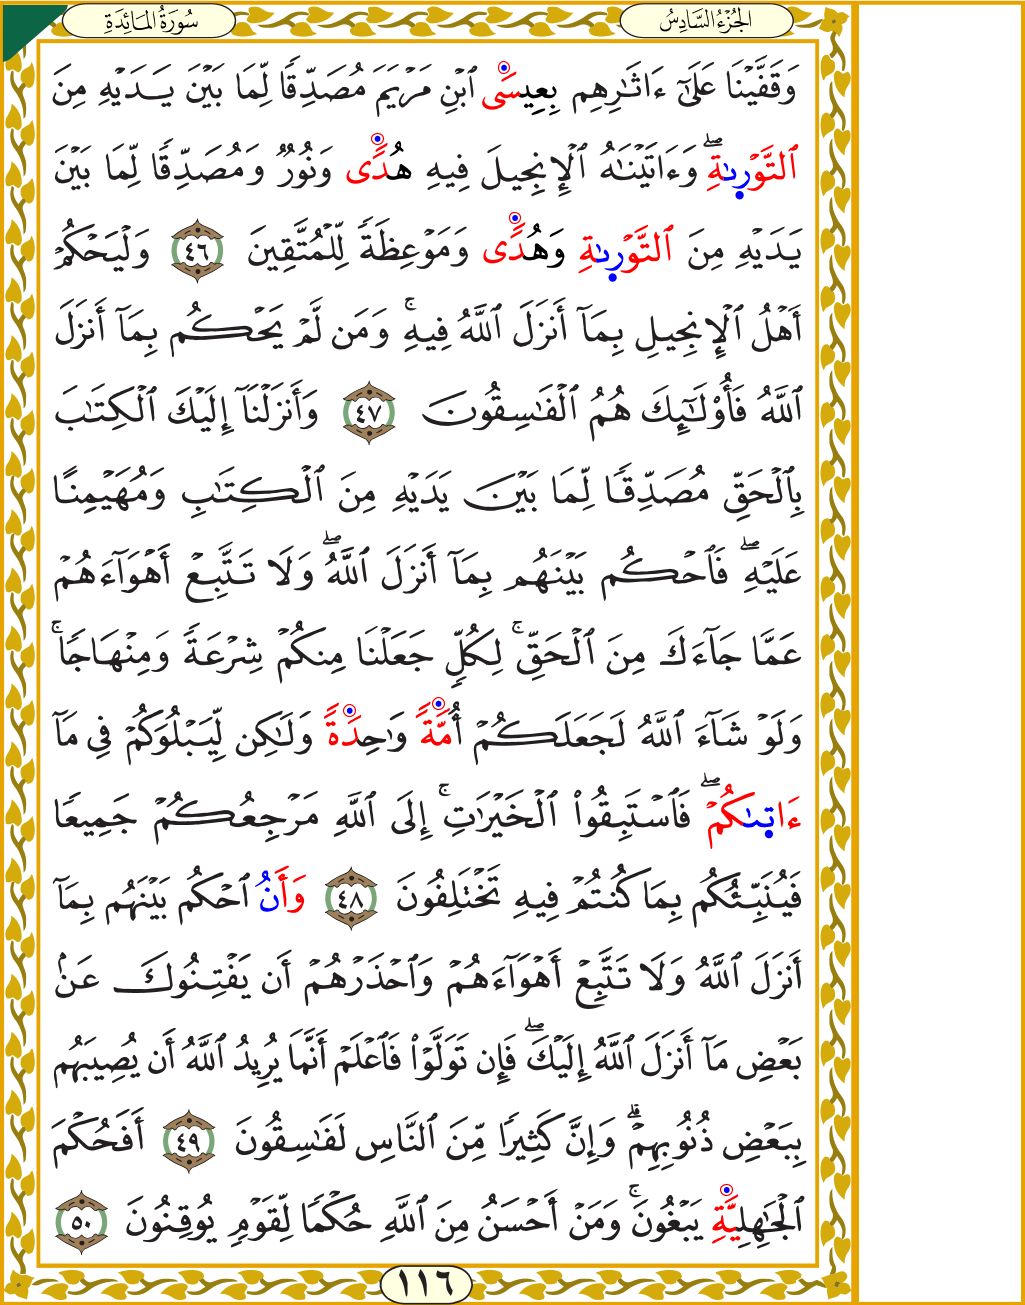 الجُزْءُ السَّادِسُ
سُورَةُ المَائِدَةِ
وَقَفَّيْنَا عَلَىٰٓ ءَاثَٰرِهِم بِعِيسَى ٱبْنِ مَرْيَمَ مُصَدِّقًا لِّمَا بَيْنَ يَدَيْهِ مِنَ
ٱلتَّوْرَىٰةِۖ وَءَاتَيْنَٰهُ ٱلْإِنجِيلَ فِيهِ هُدًى وَنُورٌ وَمُصَدِّقًا لِّمَا بَيْنَ
يَدَيْهِ مِنَ ٱلتَّوْرَىٰةِ وَهُدًى وَمَوْعِظَةً لِّلْمُتَّقِينَ ٤٦ وَلْيَحْكُمْ
أَهْلُ ٱلْإِنجِيلِ بِمَآ أَنزَلَ ٱللَّهُ فِيهِۚ وَمَن لَّمْ يَحْكُم بِمَآ أَنزَلَ
ٱللَّهُ فَأُو۟لَٰٓئِكَ هُمُ ٱلْفَٰسِقُونَ ٤٧ وَأَنزَلْنَآ إِلَيْكَ ٱلْكِتَٰبَ
بِٱلْحَقِّ مُصَدِّقًا لِّمَا بَيْنَ يَدَيْهِ مِنَ ٱلْكِتَٰبِ وَمُهَيْمِنًا
عَلَيْهِۖ فَٱحْكُم بَيْنَهُم بِمَآ أَنزَلَ ٱللَّهُۖ وَلَا تَتَّبِعْ أَهْوَآءَهُمْ
عَمَّا جَآءَكَ مِنَ ٱلْحَقِّۚ لِكُلٍّ جَعَلْنَا مِنكُمْ شِرْعَةً وَمِنْهَاجًاۚ
وَلَوْ شَآءَ ٱللَّهُ لَجَعَلَكُمْ أُمَّةً وَٰحِدَةً وَلَٰكِن لِّيَبْلُوَكُمْ فِى مَآ
ءَاتَىٰكُمْۖ فَٱسْتَبِقُوا۟ ٱلْخَيْرَٰتِۚ إِلَى ٱللَّهِ مَرْجِعُكُمْ جَمِيعًا
فَيُنَبِّئُكُم بِمَا كُنتُمْ فِيهِ تَخْتَلِفُونَ ٤٨ وَأَنُ ٱحْكُم بَيْنَهُم بِمَآ
أَنزَلَ ٱللَّهُ وَلَا تَتَّبِعْ أَهْوَآءَهُمْ وَٱحْذَرْهُمْ أَن يَفْتِنُوكَ عَنۢ
بَعْضِ مَآ أَنزَلَ ٱللَّهُ إِلَيْكَۖ فَإِن تَوَلَّوْا۟ فَٱعْلَمْ أَنَّمَا يُرِيدُ ٱللَّهُ أَن يُصِيبَهُم
بِبَعْضِ ذُنُوبِهِمْۗ وَإِنَّ كَثِيرًا مِّنَ ٱلنَّاسِ لَفَٰسِقُونَ ٤٩ أَفَحُكْمَ
ٱلْجَٰهِلِيَّةِ يَبْغُونَۚ وَمَنْ أَحْسَنُ مِنَ ٱللَّهِ حُكْمًا لِّقَوْمٍ يُوقِنُونَ ٥٠
١١٦